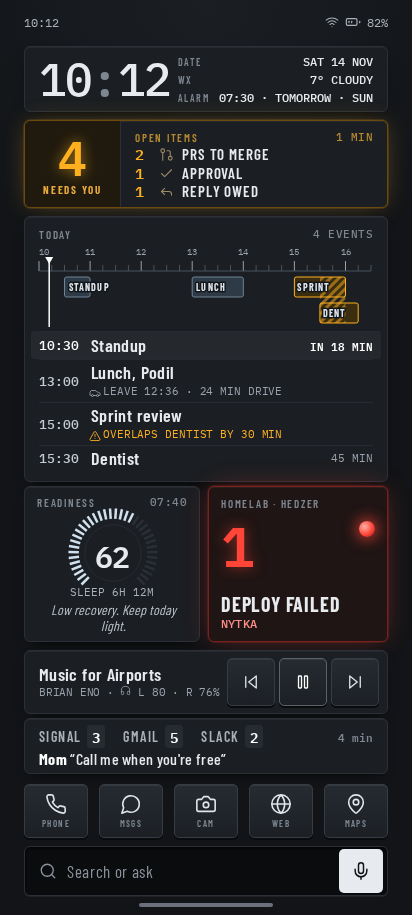 10:12
82%
10:12
DATE SAT 14 NOV
WX 7° CLOUDY
ALARM 07:30 · TOMORROW · SUN
4
NEEDS YOU
OPEN ITEMS 1 MIN
2 PRS TO MERGE
1 APPROVAL
1 REPLY OWED
TODAY 4 EVENTS
10 11 12 13 14 15 16
STANDUP LUNCH SPRINT
DENT
10:30 Standup IN 18 MIN
13:00 Lunch, Podil
LEAVE 12:36 · 24 MIN DRIVE
15:00 Sprint review
OVERLAPS DENTIST BY 30 MIN
15:30 Dentist 45 MIN
READINESS 07:40
62
SLEEP 6H 12M
Low recovery. Keep today
light.
HOMELAB · HEDZER
1
DEPLOY FAILED
NYTKA
Music for Airports
BRIAN ENO · L 80 · R 76%
SIGNAL 3 GMAIL 5 SLACK 2 4 min
Mom “Call me when you're free”
PHONE MSGS CAM WEB MAPS
Search or ask